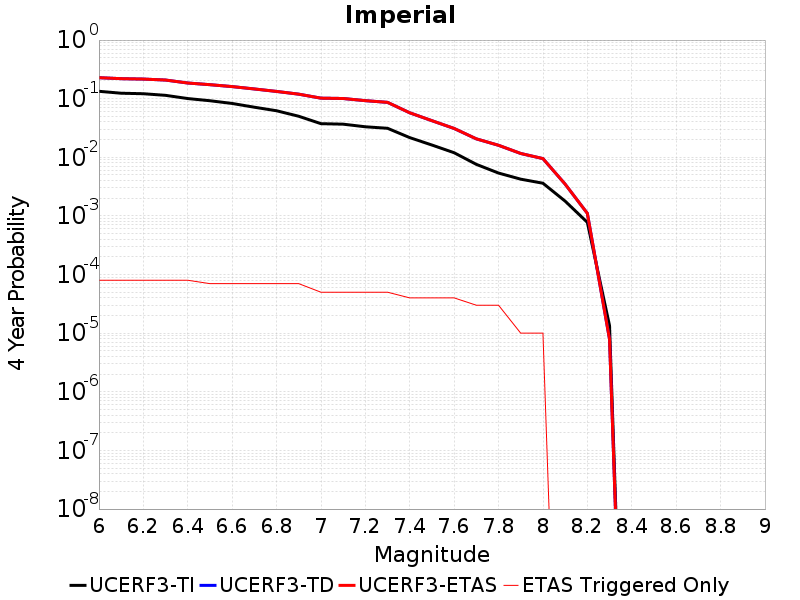 Imperial
4 Year Probability
10^0
10^-1
10^-2
10^-3
10^-4
10^-5
10^-6
10^-7
10^-8
6 6.2 6.4 6.6 6.8 7 7.2 7.4 7.6 7.8 8 8.2 8.4 8.6 8.8 9
Magnitude
UCERF3-TI UCERF3-TD UCERF3-ETAS ETAS Triggered Only